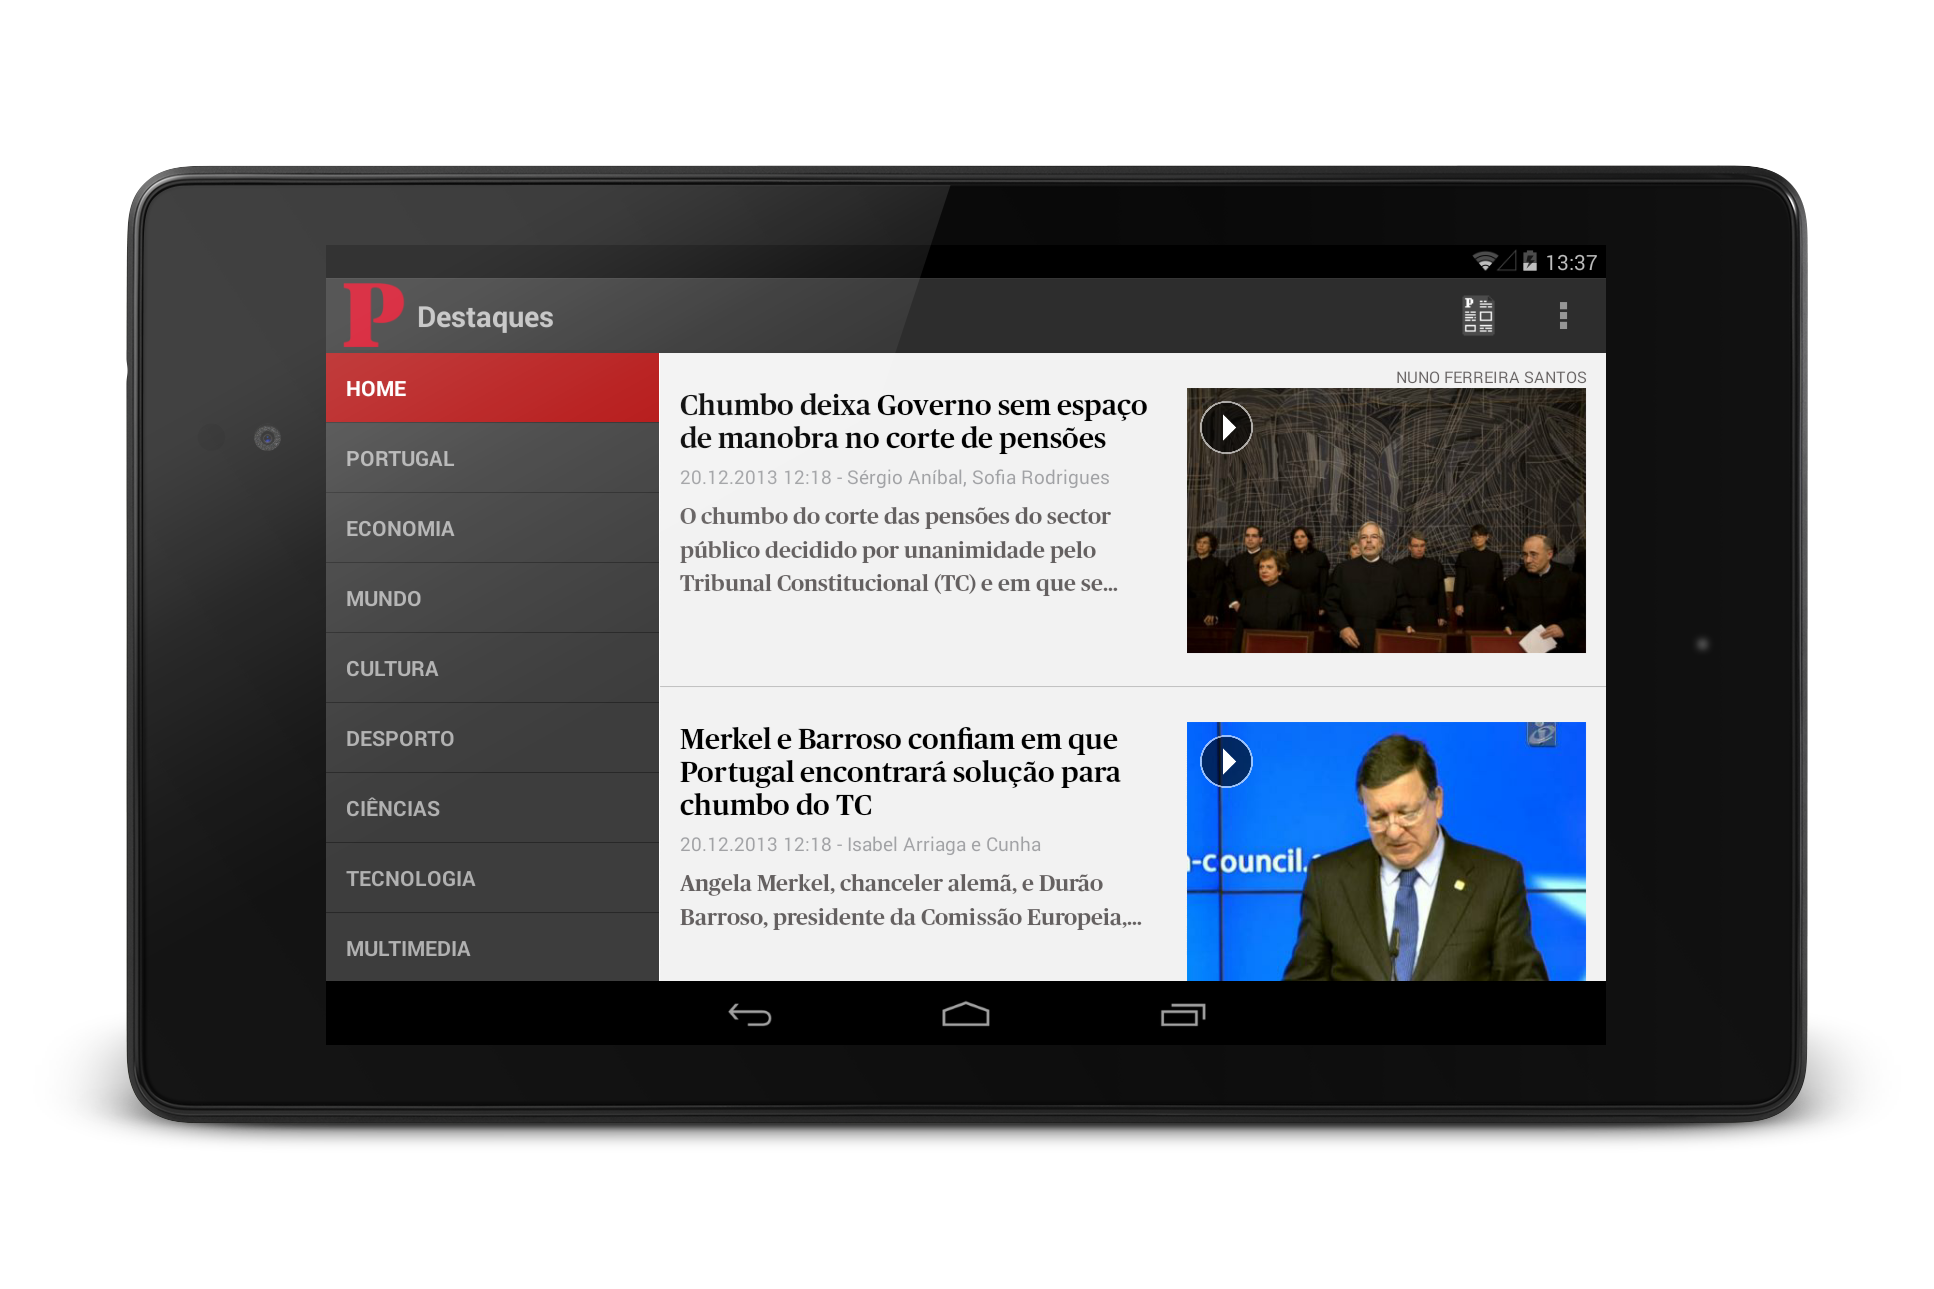 13:37
P Destaques
P
HOME
PORTUGAL
ECONOMIA
MUNDO
CULTURA
DESPORTO
CIÊNCIAS
TECNOLOGIA
MULTIMEDIA
NUNO FERREIRA SANTOS
Chumbo deixa Governo sem espaço
de manobra no corte de pensões
20.12.2013 12:18 - Sérgio Aníbal, Sofia Rodrigues
O chumbo do corte das pensões do sector
público decidido por unanimidade pelo
Tribunal Constitucional (TC) e em que se...
Merkel e Barroso confiam em que
Portugal encontrará solução para
chumbo do TC
20.12.2013 12:18 - Isabel Arriaga e Cunha
Angela Merkel, chanceler alemã, e Durão
Barroso, presidente da Comissão Europeia,...
-council.